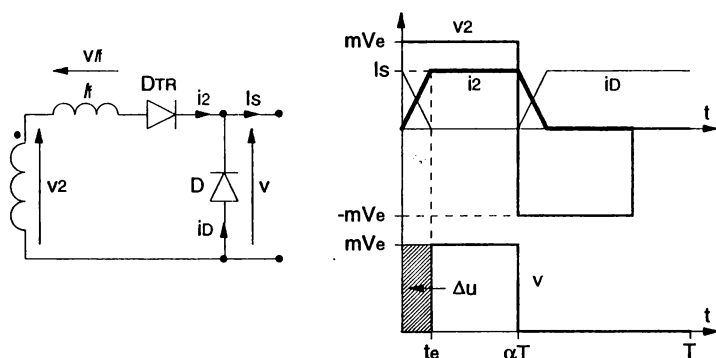 vlf
lf
DTR
i2
Is
v2
D
v
iD
mVe
v2
Is
i2
iD
t
-mVe
mVe
Δu
v
t
te
αT
T